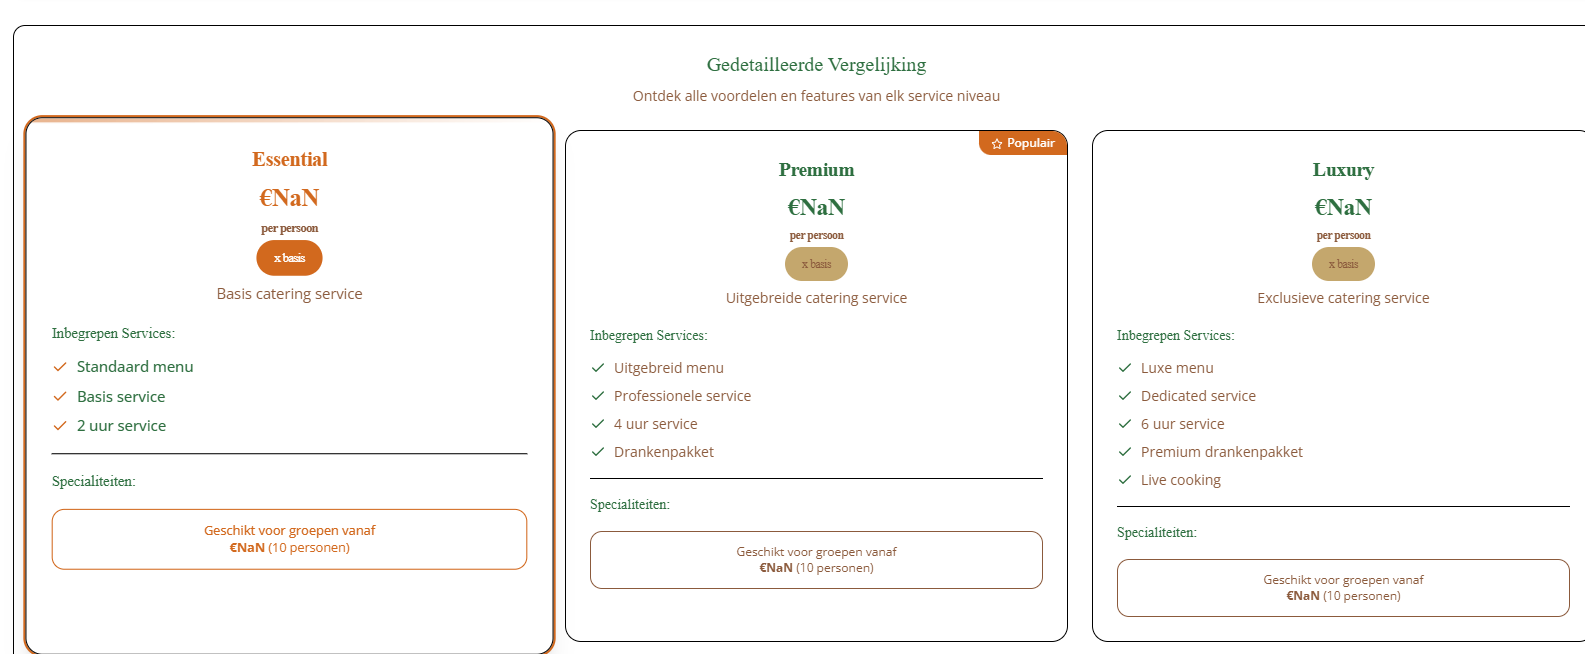 Gedetailleerde Vergelijking
Ontdek alle voordelen en features van elk service niveau
Essential
€NaN
per persoon
x basis
Basis catering service
Inbegrepen Services:
Standaard menu
Basis service
2 uur service
Specialiteiten:
Geschikt voor groepen vanaf
€NaN (10 personen)
Populair
Premium
€NaN
per persoon
x basis
Uitgebreide catering service
Inbegrepen Services:
Uitgebreid menu
Professionele service
4 uur service
Drankenpakket
Specialiteiten:
Geschikt voor groepen vanaf
€NaN (10 personen)
Luxury
€NaN
per persoon
x basis
Exclusieve catering service
Inbegrepen Services:
Luxe menu
Dedicated service
6 uur service
Premium drankenpakket
Live cooking
Specialiteiten:
Geschikt voor groepen vanaf
€NaN (10 personen)